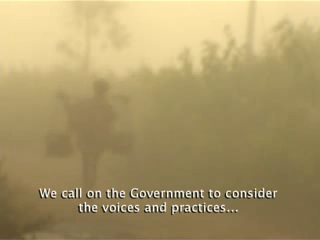 We call on the Government to consider
the voices and practices...